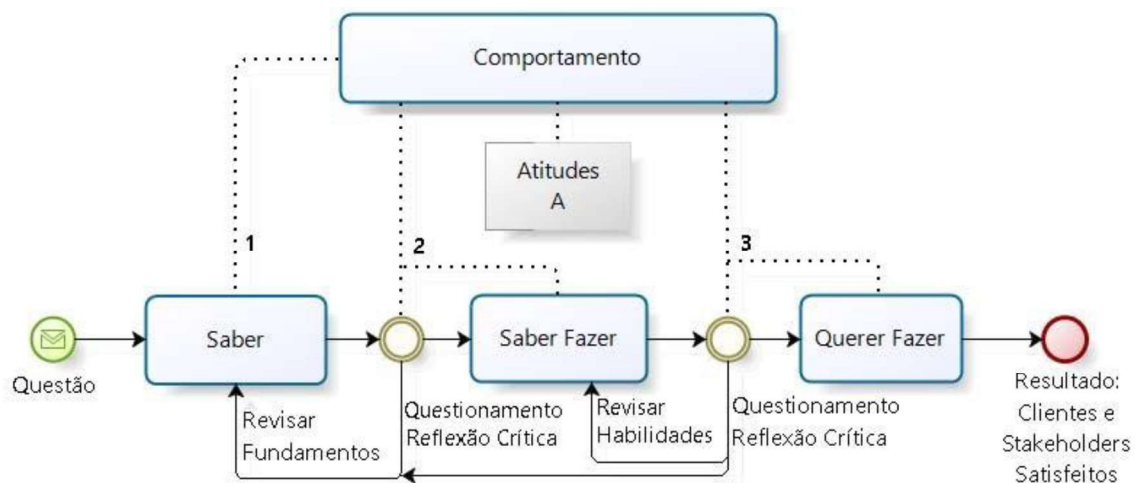 Comportamento
Atitudes
A
1
2
3
Saber
Saber Fazer
Querer Fazer
Questão
Revisar
Fundamentos
Questionamento
Reflexão Crítica
Revisar
Habilidades
Questionamento
Reflexão Crítica
Resultado:
Clientes e
Stakeholders
Satisfeitos